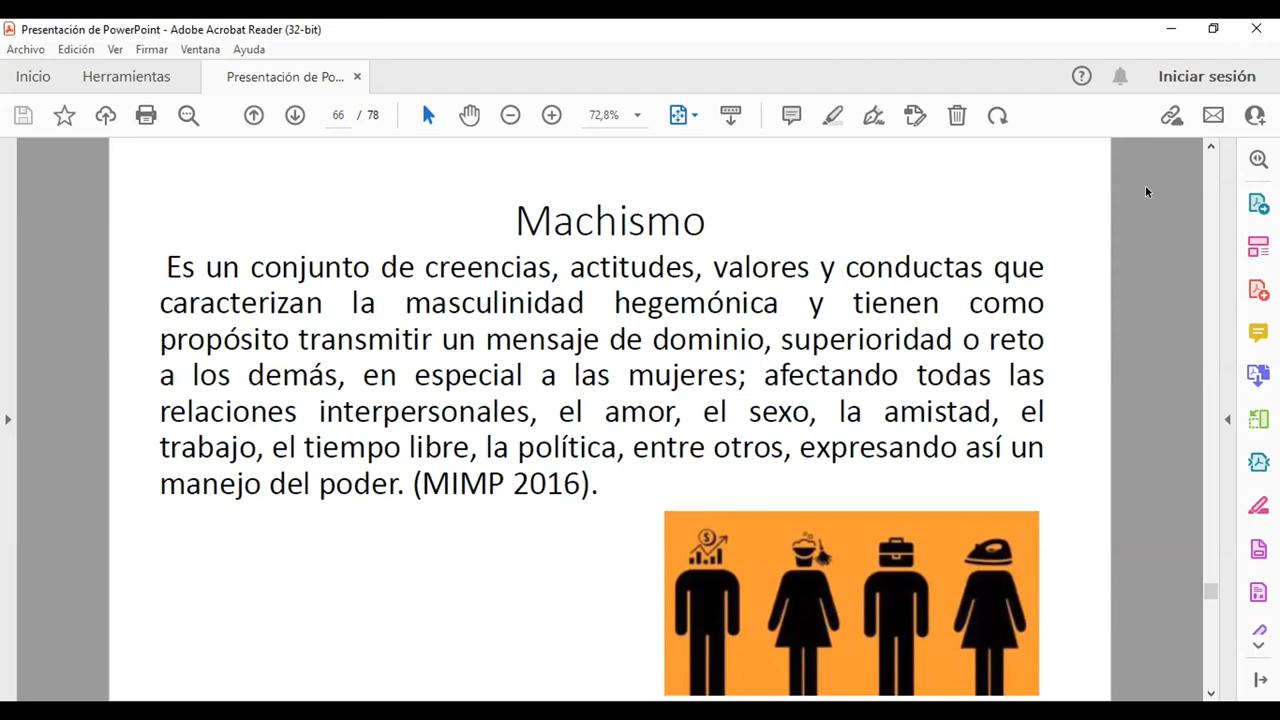 Presentación de PowerPoint - Adobe Acrobat Reader (32-bit)
Archivo Edición Ver Firmar Ventana Ayuda
Inicio Herramientas Presentación de Po... Iniciar sesión
66 / 78 72,8%
Machismo
Es un conjunto de creencias, actitudes, valores y conductas que
caracterizan la masculinidad hegemónica y tienen como
propósito transmitir un mensaje de dominio, superioridad o reto
a los demás, en especial a las mujeres; afectando todas las
relaciones interpersonales, el amor, el sexo, la amistad, el
trabajo, el tiempo libre, la política, entre otros, expresando así un
manejo del poder. (MIMP 2016).